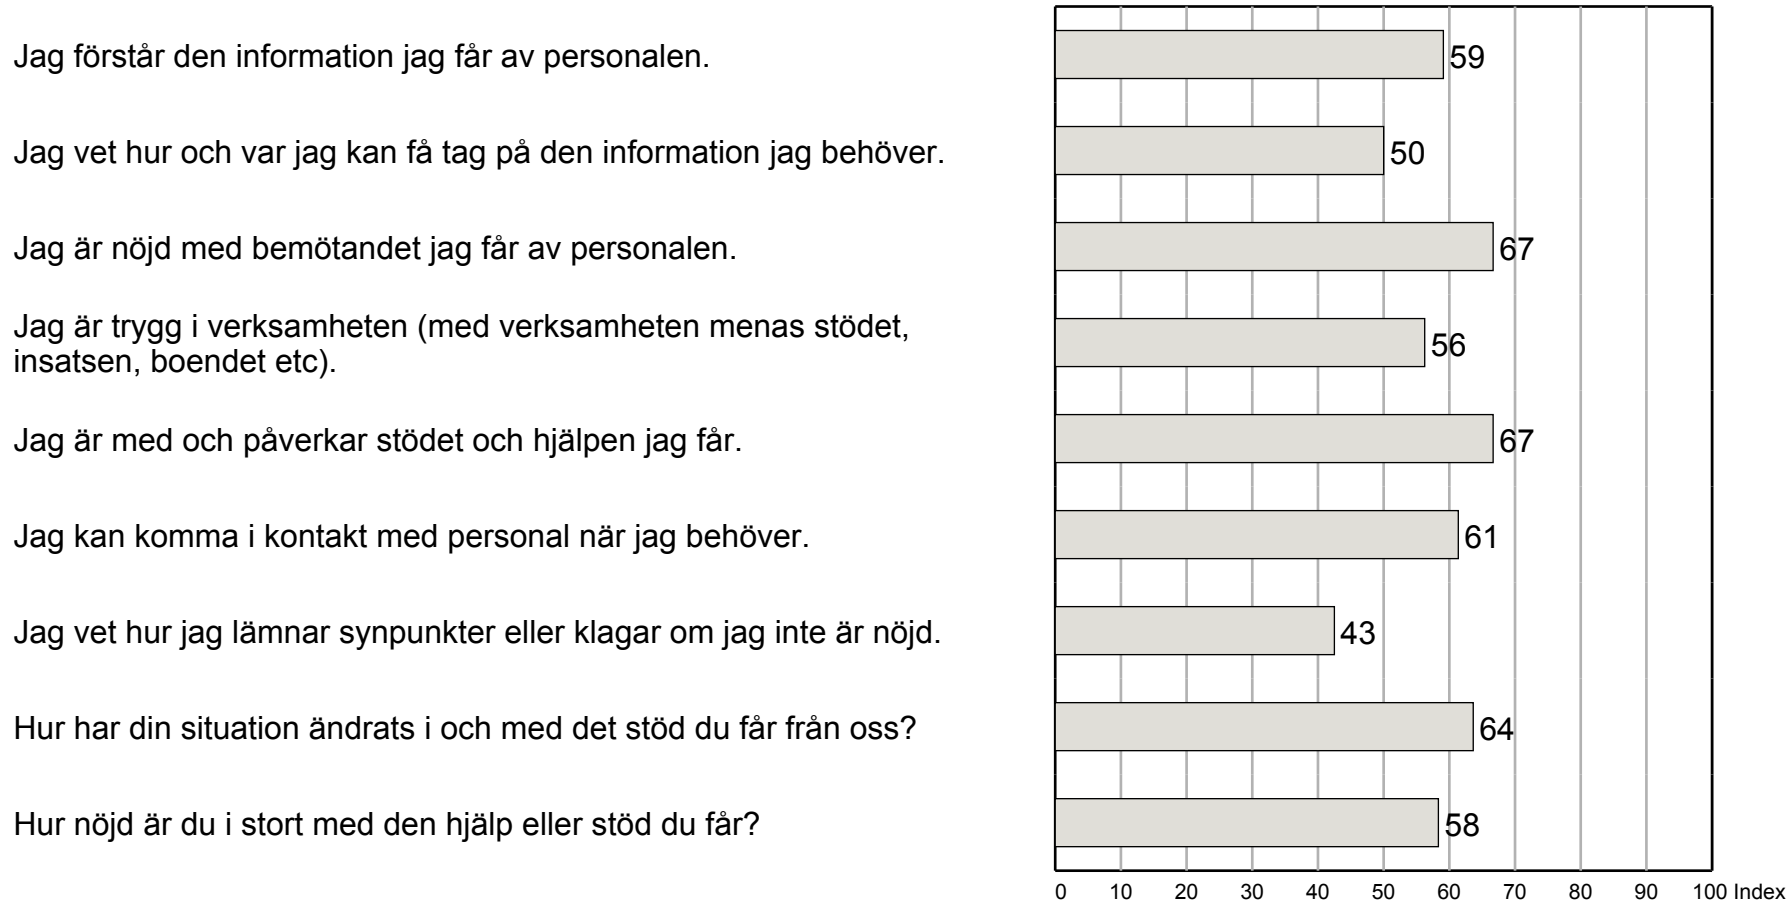 Jag förstår den information jag får av personalen.
59
Jag vet hur och var jag kan få tag på den information jag behöver.
50
Jag är nöjd med bemötandet jag får av personalen.
67
Jag är trygg i verksamheten (med verksamheten menas stödet,
insatsen, boendet etc).
56
Jag är med och påverkar stödet och hjälpen jag får.
67
Jag kan komma i kontakt med personal när jag behöver.
61
Jag vet hur jag lämnar synpunkter eller klagar om jag inte är nöjd.
43
Hur har din situation ändrats i och med det stöd du får från oss?
64
Hur nöjd är du i stort med den hjälp eller stöd du får?
58
0 10 20 30 40 50 60 70 80 90 100 Index